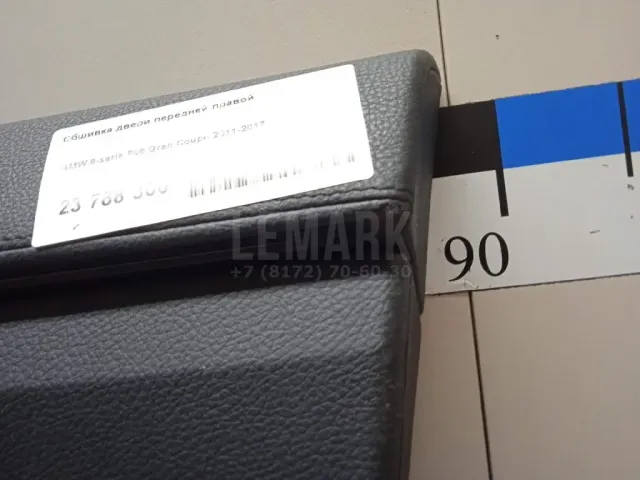 Обшивка двери передней правой
BMW 6-serie F06 Gran Coupe 2011-2017
23 788 300
LEMARK
+7 (8172) 70-60-30
90